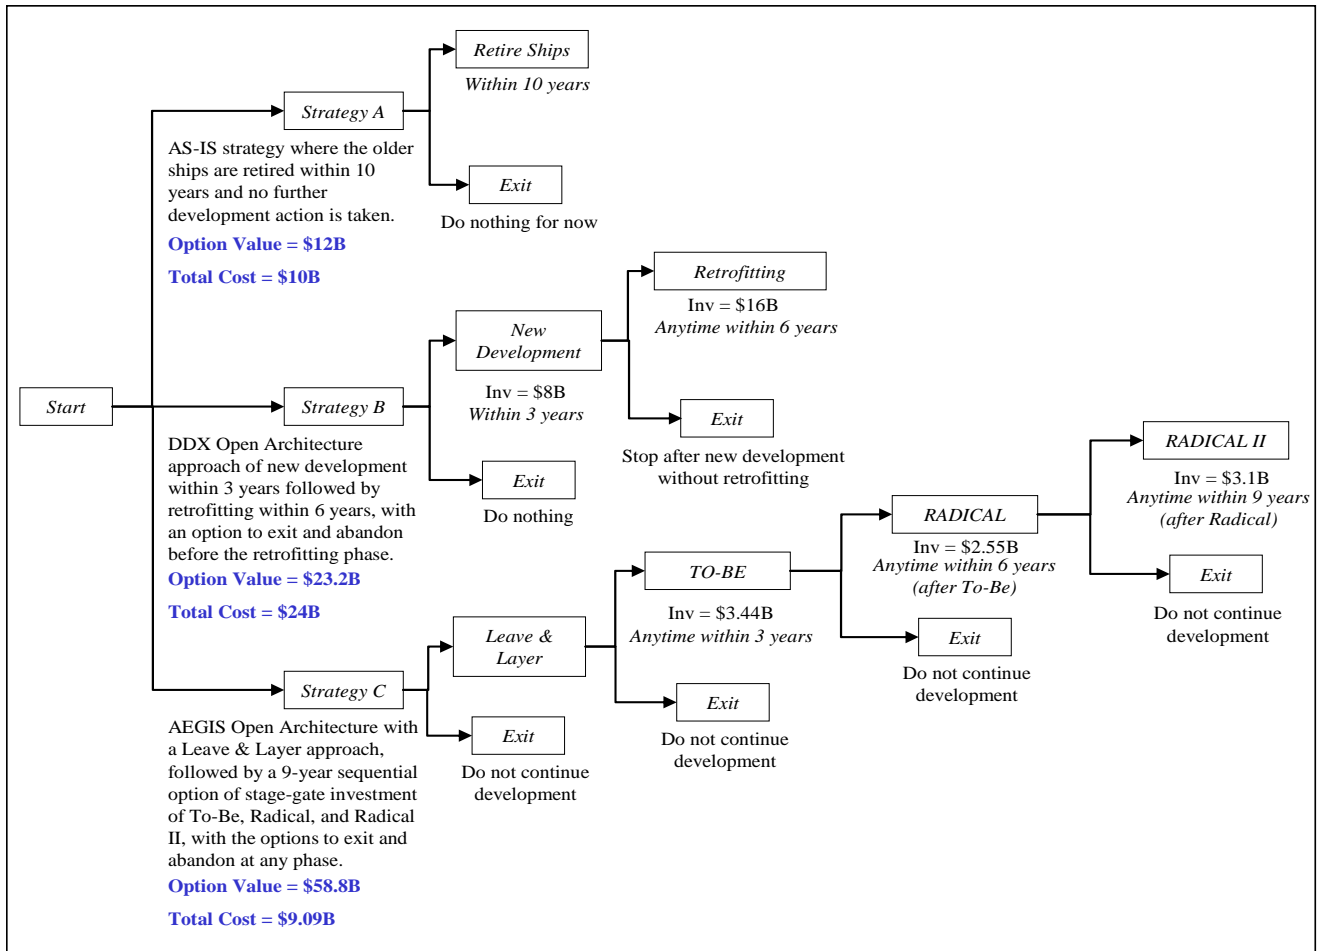 Retire Ships
Within 10 years
Strategy A
AS-IS strategy where the older
ships are retired within 10
years and no further
development action is taken.
Option Value = $12B
Total Cost = $10B
Exit
Do nothing for now
Retrofitting
Inv = $16B
Anytime within 6 years
New
Development
Inv = $8B
Within 3 years
Start
Strategy B
DDX Open Architecture
approach of new development
within 3 years followed by
retrofitting within 6 years, with
an option to exit and abandon
before the retrofitting phase.
Option Value = $23.2B
Total Cost = $24B
Exit
Stop after new development
without retrofitting
Exit
Do nothing
RADICAL II
Inv = $3.1B
Anytime within 9 years
(after Radical)
RADICAL
Inv = $2.55B
Anytime within 6 years
(after To-Be)
TO-BE
Inv = $3.44B
Anytime within 3 years
Exit
Do not continue
development
Leave &
Layer
Exit
Do not continue
development
Strategy C
AEGIS Open Architecture with
a Leave & Layer approach,
followed by a 9-year sequential
option of stage-gate investment
of To-Be, Radical, and Radical
II, with the options to exit and
abandon at any phase.
Option Value = $58.8B
Total Cost = $9.09B
Exit
Do not continue
development
Exit
Do not continue
development